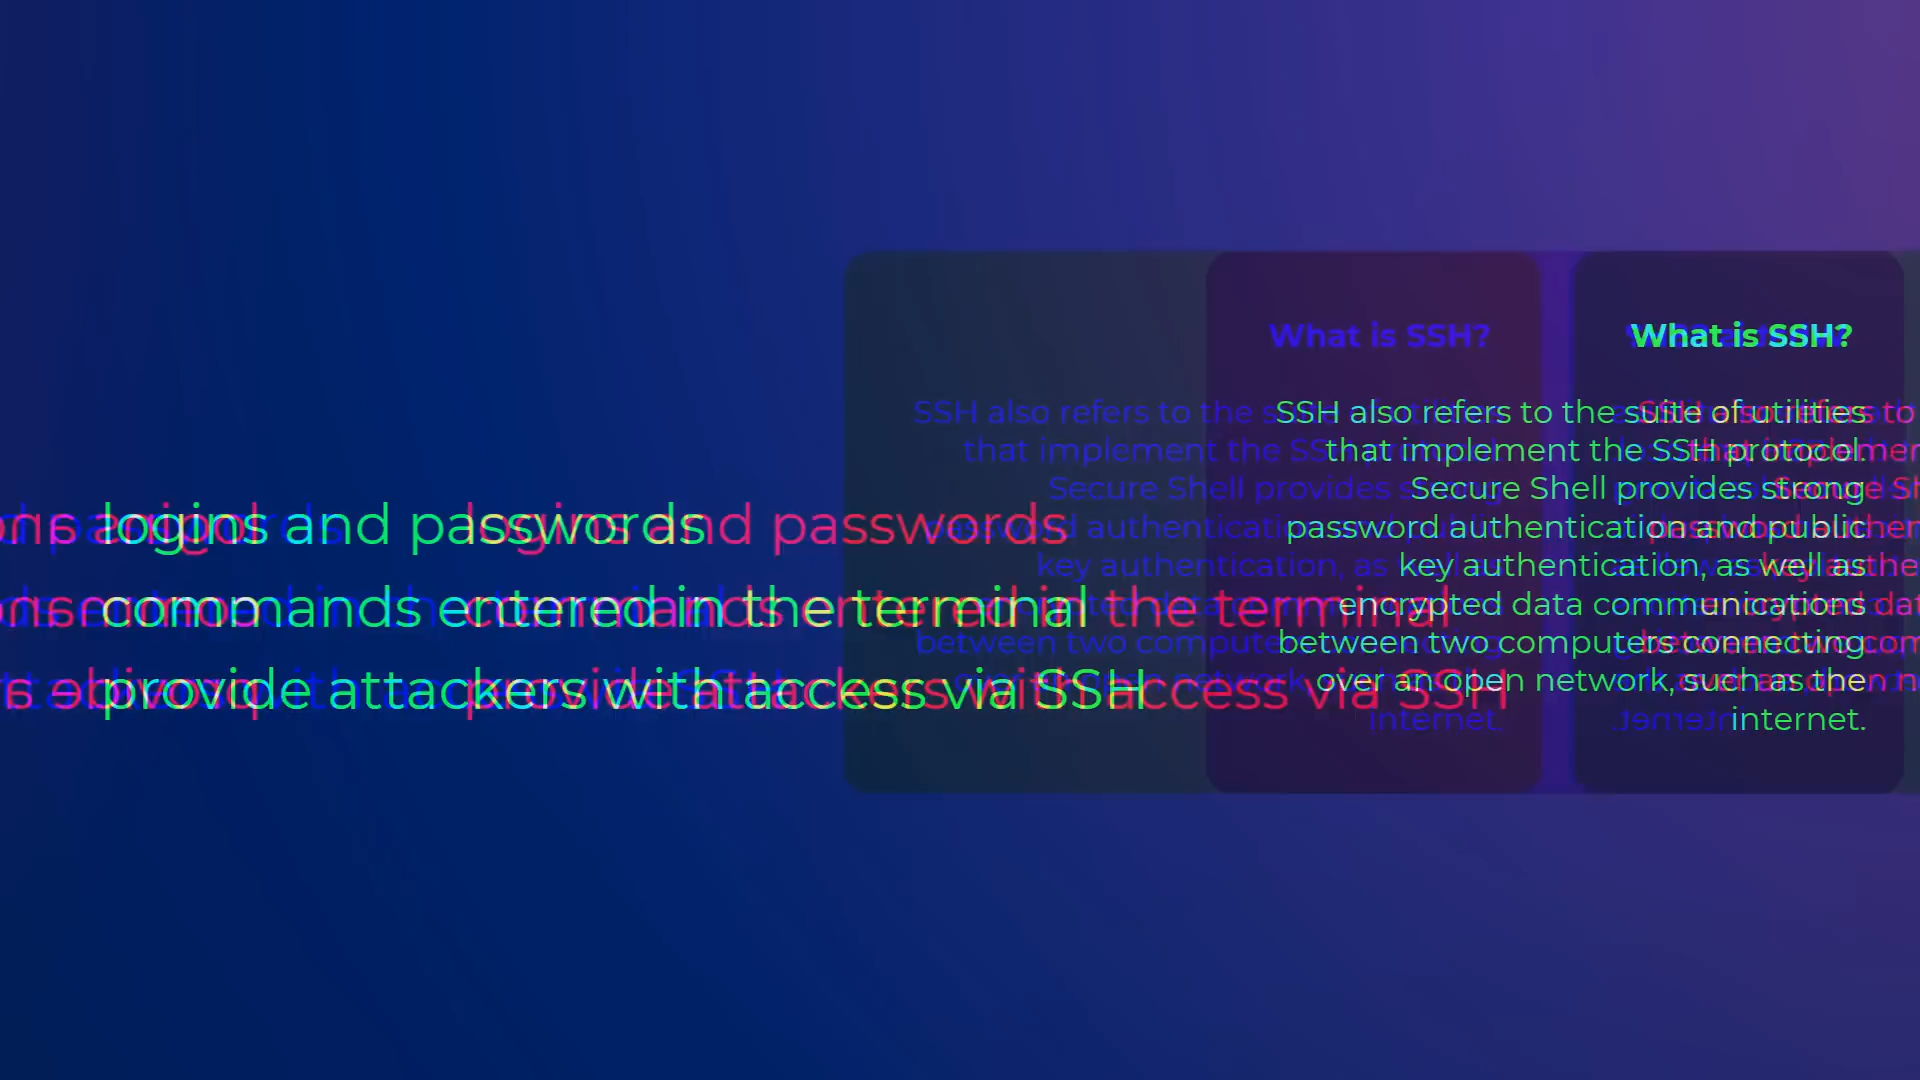 logins and passwords
commands entered in the terminal
provide attackers with access via SSH
What is SSH?
SSH also refers to the suite of utilities
that implement the SSH protocol.
Secure Shell provides strong
password authentication and public
key authentication, as well as
encrypted data communications
between two computers connecting
over an open network, such as the
internet.